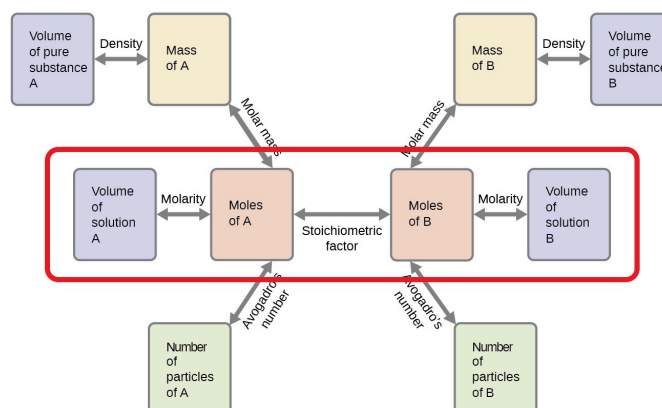 Volume
of pure
substance
A
Density
Mass
of A
Mass
of B
Density
Volume
of pure
substance
B
Molar mass
Molar mass
Volume
of
solution
A
Molarity
Moles
of A
Stoichiometric
factor
Moles
of B
Molarity
Volume
of
solution
B
Avogadro's
number
Avogadro's
number
Number
of
particles
of A
Number
of
particles
of B